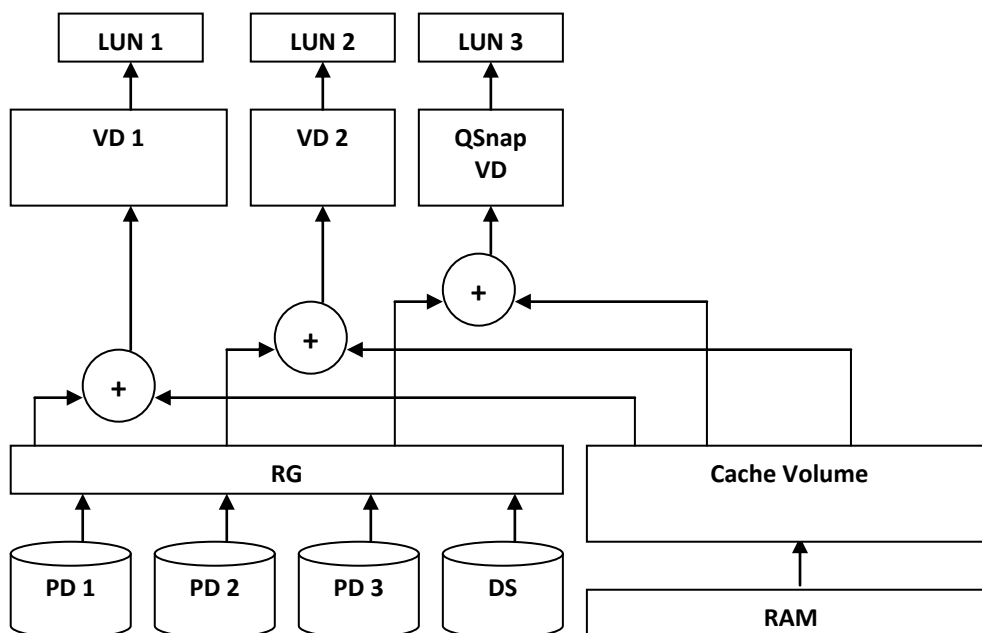 LUN 1
LUN 2
LUN 3
VD 1
VD 2
QSnap
VD
+
+
+
RG
Cache Volume
PD 1
PD 2
PD 3
DS
RAM